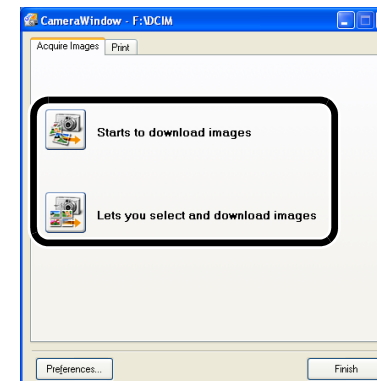 CameraWindow - F:\DCIM
Acquire Images Print
Starts to download images
Lets you select and download images
Preferences... Finish